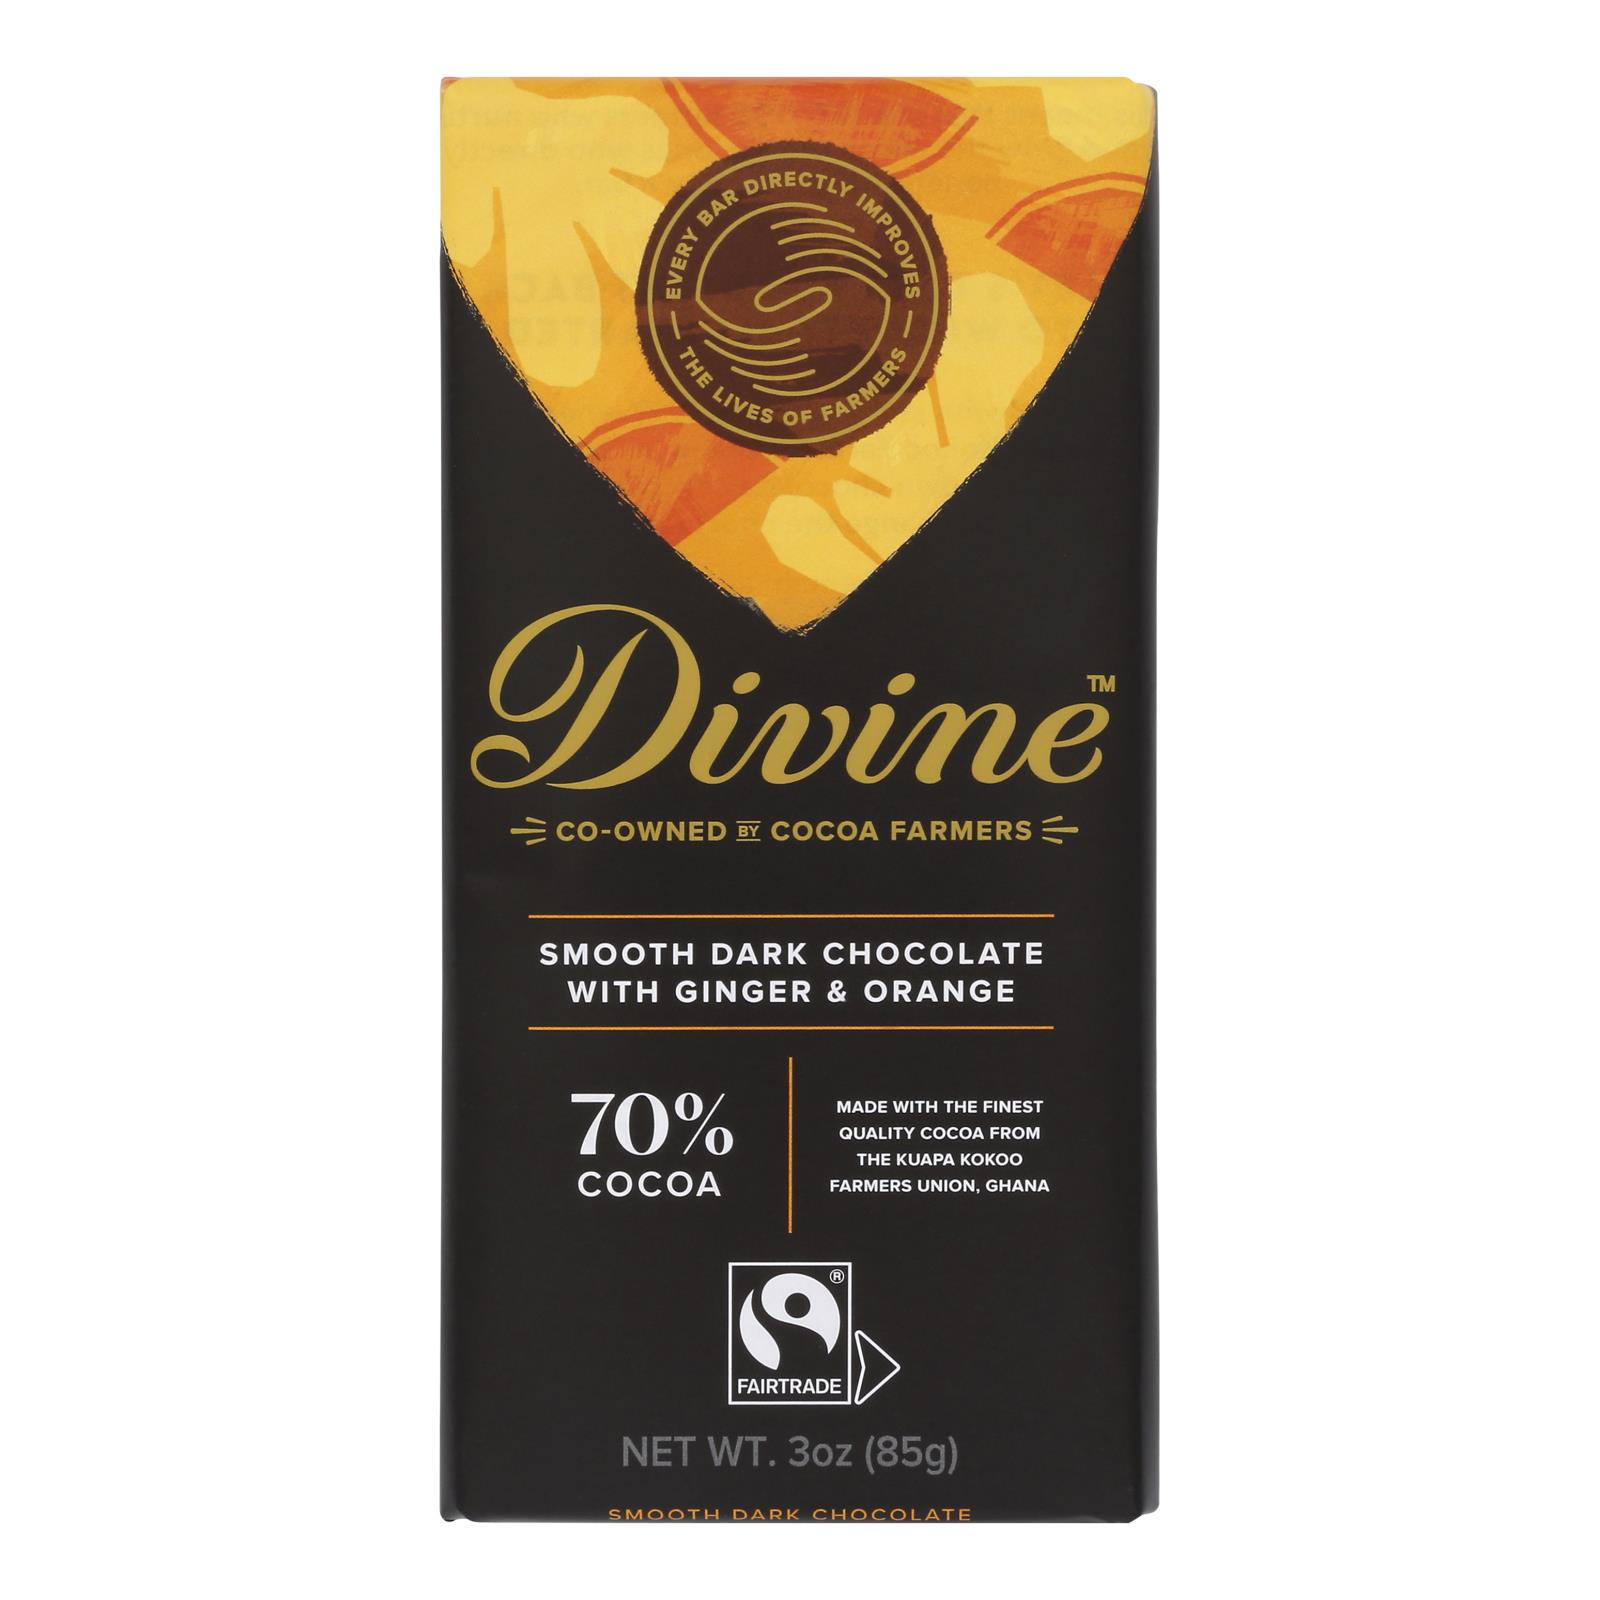 EVERY BAR DIRECTLY IMPROVES
THE LIVES OF FARMERS
Divine™
CO-OWNED BY COCOA FARMERS
SMOOTH DARK CHOCOLATE
WITH GINGER & ORANGE
70%
COCOA
MADE WITH THE FINEST
QUALITY COCOA FROM
THE KUAPA KOKOO
FARMERS UNION, GHANA
®
FAIRTRADE
NET WT. 3oz (85g)
SMOOTH DARK CHOCOLATE